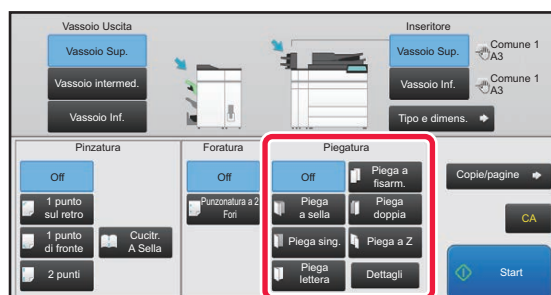 Vassoio Uscita
Vassoio Sup.
Vassoio intermed.
Vassoio Inf.
Inseritore
Vassoio Sup.
Comune 1
A3
Vassoio Inf.
Comune 1
A3
Tipo e dimens.
Pinzatura
Off
1 punto
sul retro
1 punto
di fronte
Cucitr.
A Sella
2 punti
Foratura
Off
Punzonatura a 2
Fori
Piegatura
Off
Piega a
fisarm.
Piega
a sella
Piega
doppia
Piega sing.
Piega a Z
Piega
lettera
Dettagli
Copie/pagine
CA
Start